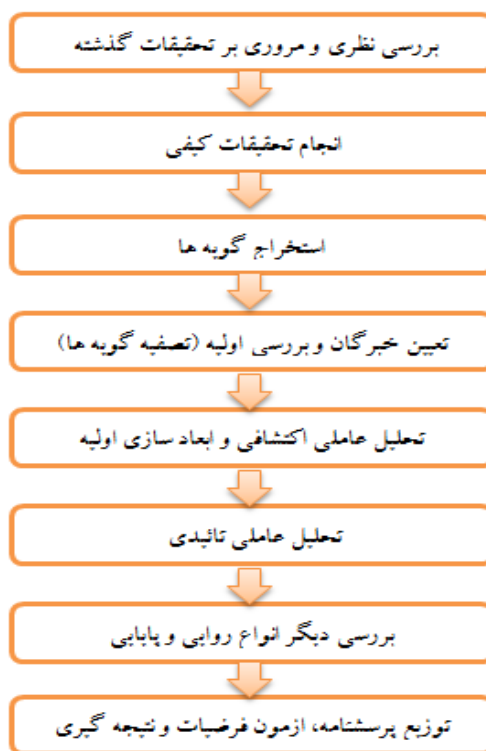 بررسی نظری و مروری بر تحقیقات گذشته
انجام تحقیقات کیفی
استخراج گویه ها
تعیین خبرگان و بررسی اولیه (تصفیه گویه ها)
تحلیل عاملی اکتشافی و ابعاد سازی اولیه
تحلیل عاملی تائیدی
بررسی دیگر انواع روایی و پایایی
توزیع پرسشنامه، ازمون فرضیات و نتیجه گیری